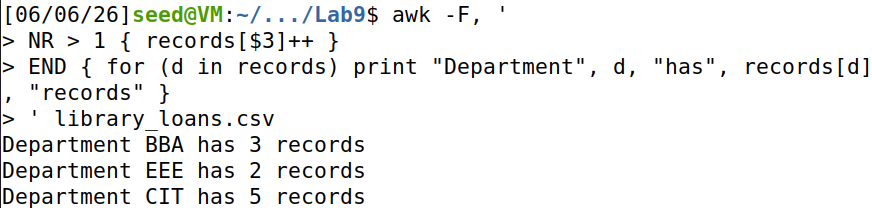 [06/06/26]seed@VM:~/.../Lab9$ awk -F, '
> NR > 1 { records[$3]++ }
> END { for (d in records) print "Department", d, "has", records[d]
, "records" }
> ' library_loans.csv
Department BBA has 3 records
Department EEE has 2 records
Department CIT has 5 records